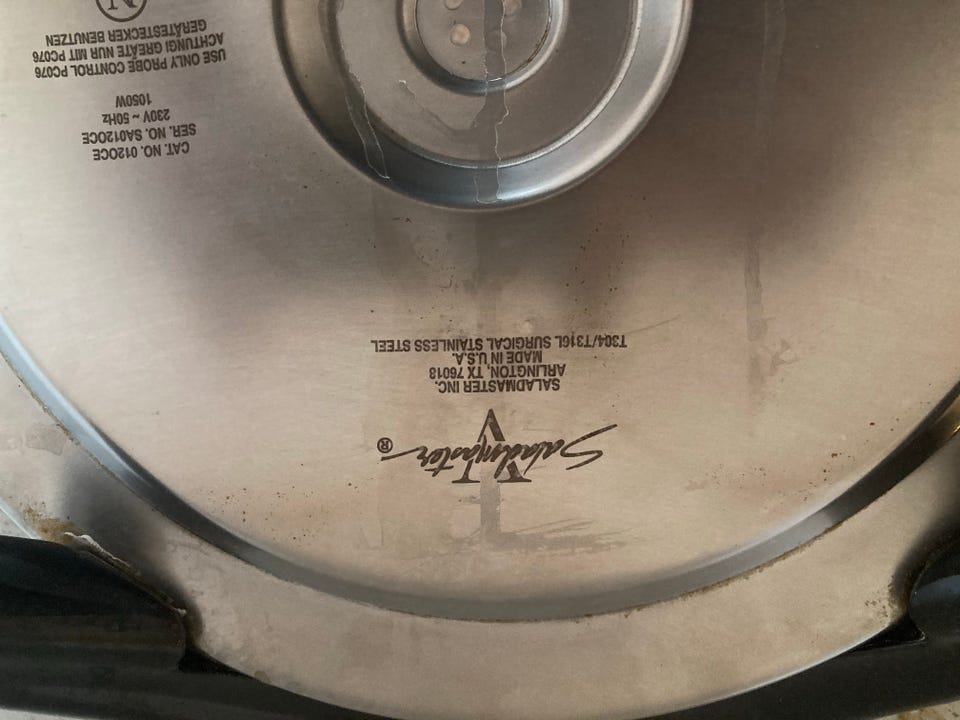 Saladmaster®
SALADMASTER INC.
ARLINGTON, TX 76018
MADE IN U.S.A.
T304/T316L SURGICAL STAINLESS STEEL
CAT. NO. 0120CE
SER. NO. SA0120CE
230V ~ 50Hz
1050W
USE ONLY PROBE CONTROL PC076
ACHTUNG! GREÄTE NUR MIT PC076
GERÄTESTECKER BENUTZEN
N